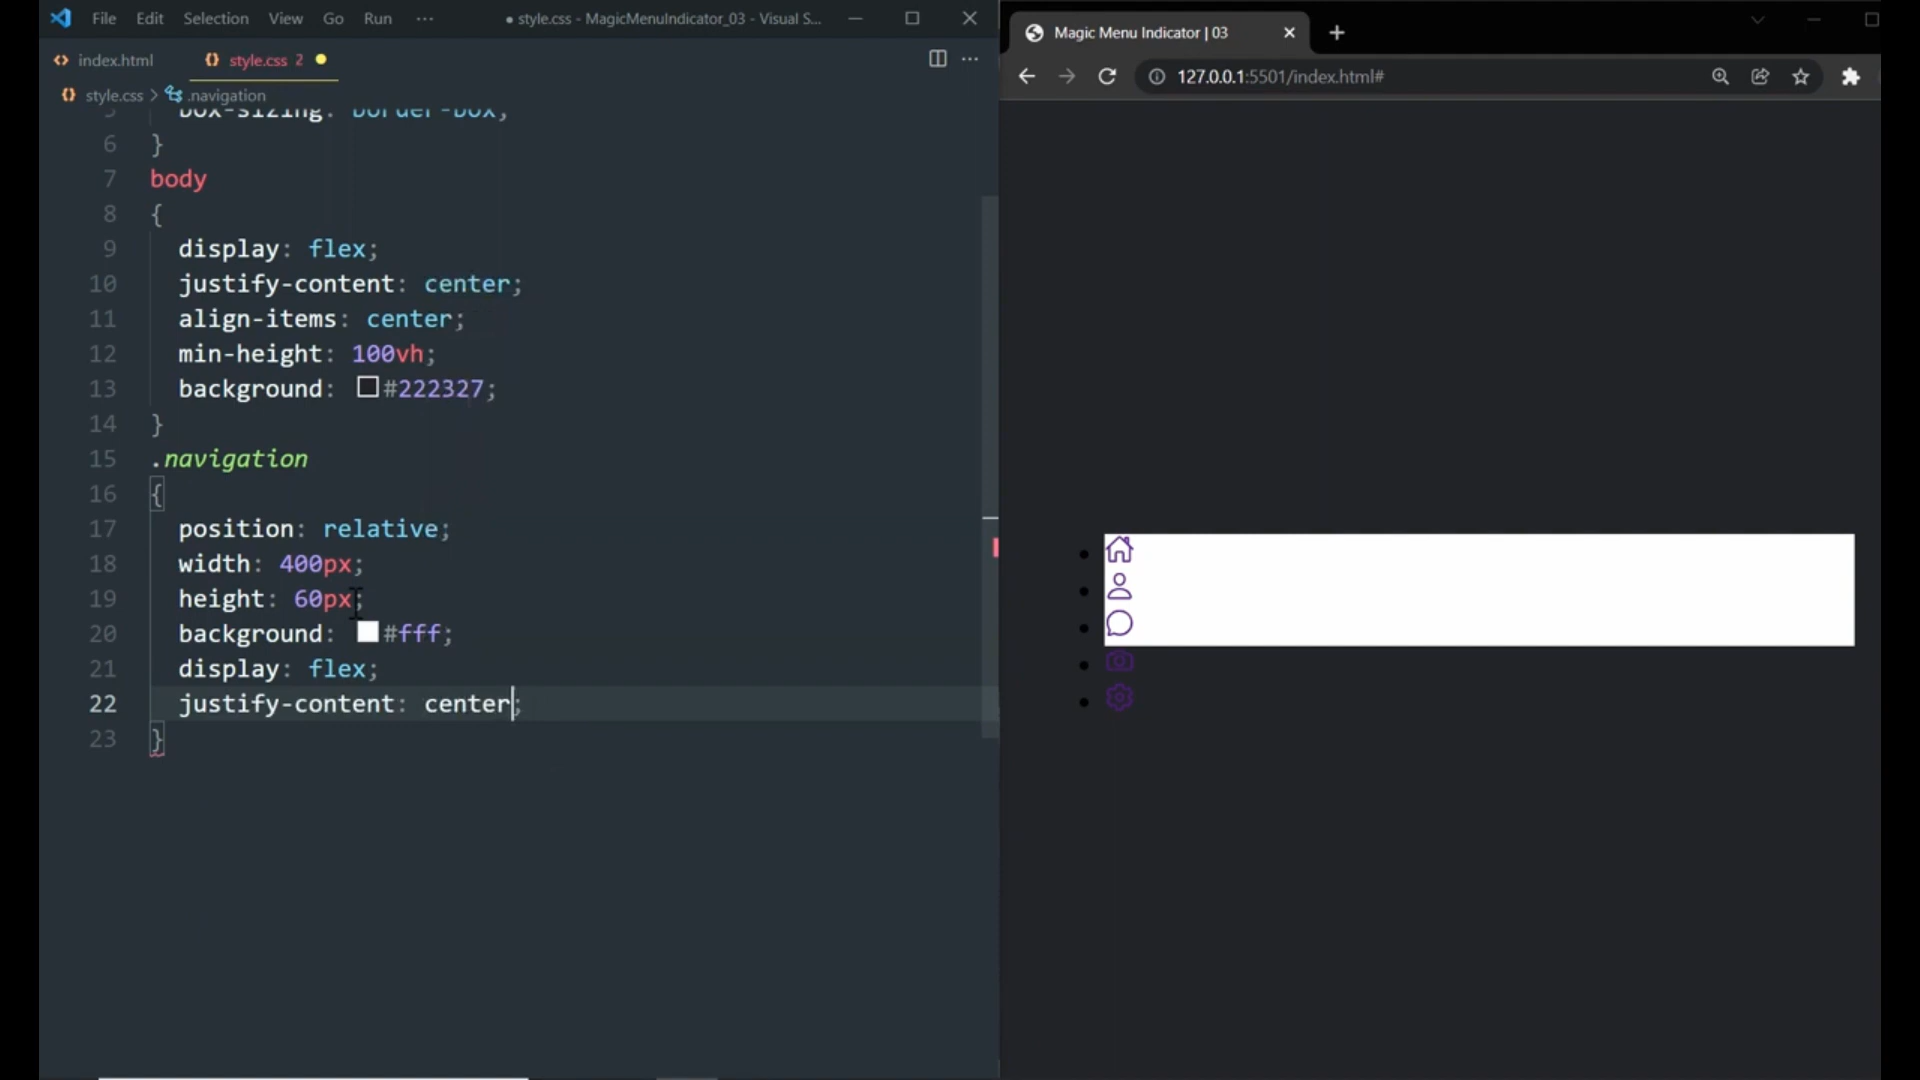 File Edit Selection View Go Run ··· ● style.css - MagicMenuIndicator_03 - Visual S...
index.html style.css 2
style.css > .navigation
5 box-sizing: border-box;
6 }
7 body
8 {
9 display: flex;
10 justify-content: center;
11 align-items: center;
12 min-height: 100vh;
13 background: #222327;
14 }
15 .navigation
16 {
17 position: relative;
18 width: 400px;
19 height: 60px;
20 background: #fff;
21 display: flex;
22 justify-content: center;
23 }
Magic Menu Indicator | 03
127.0.0.1:5501/index.html#